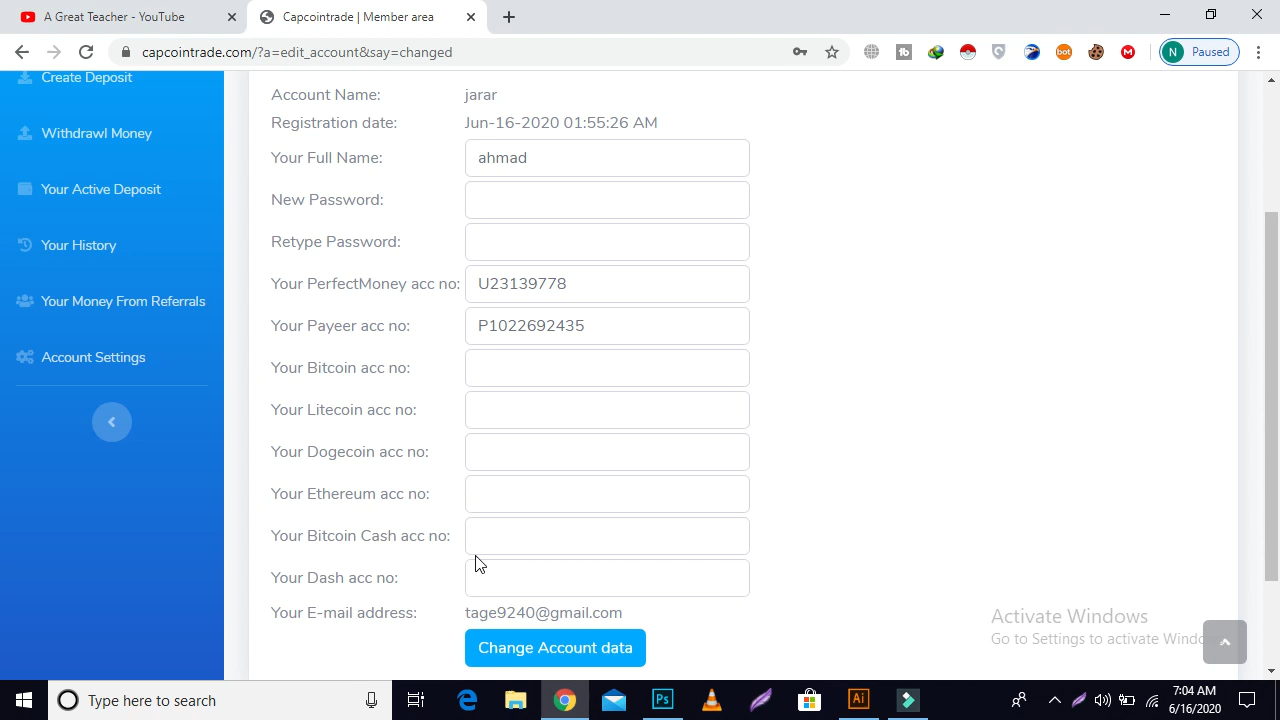 A Great Teacher - YouTube
Capcointrade | Member area
capcointrade.com/?a=edit_account&say=changed
tb
bot
M
N Paused
Create Deposit
Withdrawl Money
Your Active Deposit
Your History
Your Money From Referrals
Account Settings
Account Name: jarar
Registration date: Jun-16-2020 01:55:26 AM
Your Full Name: ahmad
New Password:
Retype Password:
Your PerfectMoney acc no: U23139778
Your Payeer acc no: P1022692435
Your Bitcoin acc no:
Your Litecoin acc no:
Your Dogecoin acc no:
Your Ethereum acc no:
Your Bitcoin Cash acc no:
Your Dash acc no:
Your E-mail address: tage9240@gmail.com
Change Account data
Activate Windows
Go to Settings to activate Windo
Type here to search
Ps
Ai
7:04 AM
6/16/2020